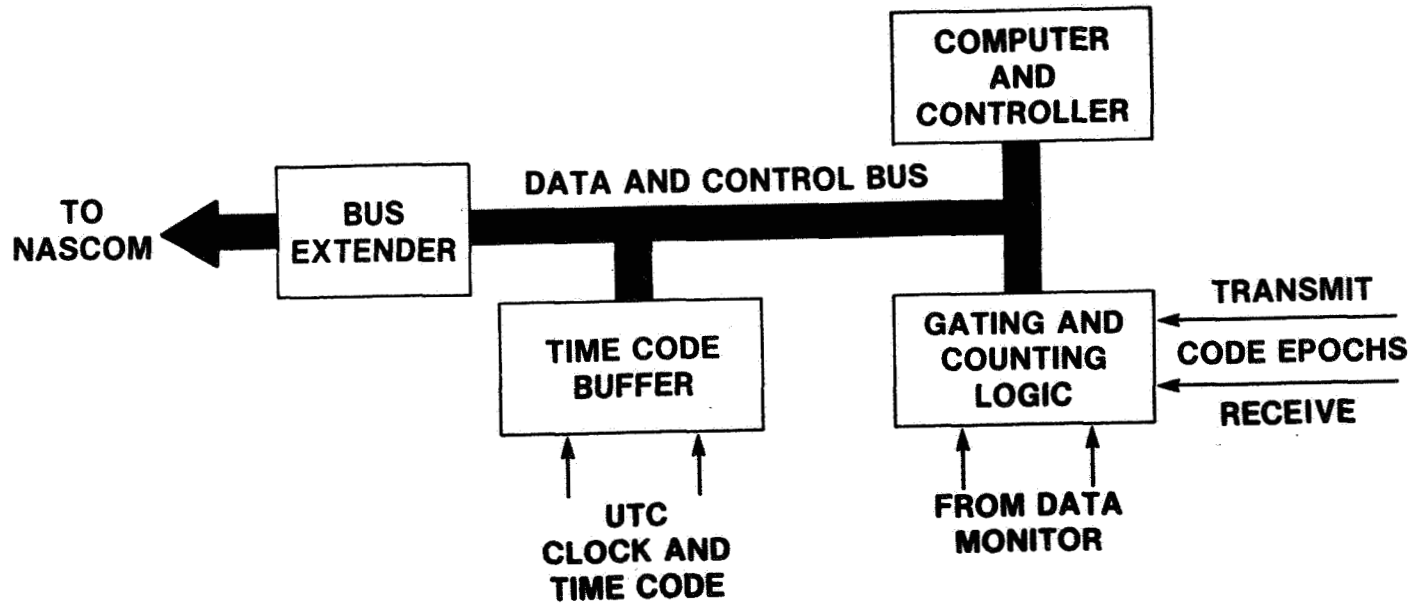 COMPUTER
AND
CONTROLLER
DATA AND CONTROL BUS
TO
NASCOM
BUS
EXTENDER
TIME CODE
BUFFER
GATING AND
COUNTING
LOGIC
TRANSMIT
CODE EPOCHS
RECEIVE
UTC
CLOCK AND
TIME CODE
FROM DATA
MONITOR